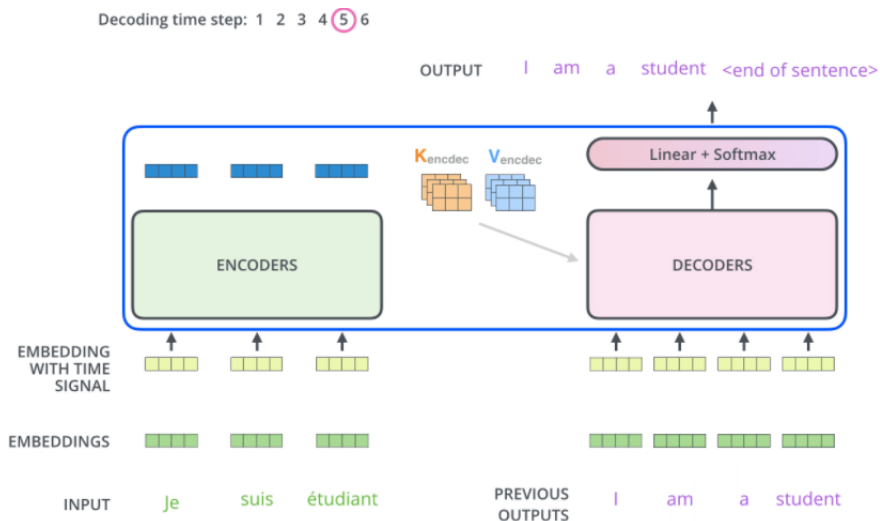 Decoding time step: 1 2 3 4 5 6
OUTPUT I am a student <end of sentence>
Kencdec Vencdec
Linear + Softmax
ENCODERS
DECODERS
EMBEDDING
WITH TIME
SIGNAL
EMBEDDINGS
INPUT Je suis étudiant
PREVIOUS
OUTPUTS
I am a student